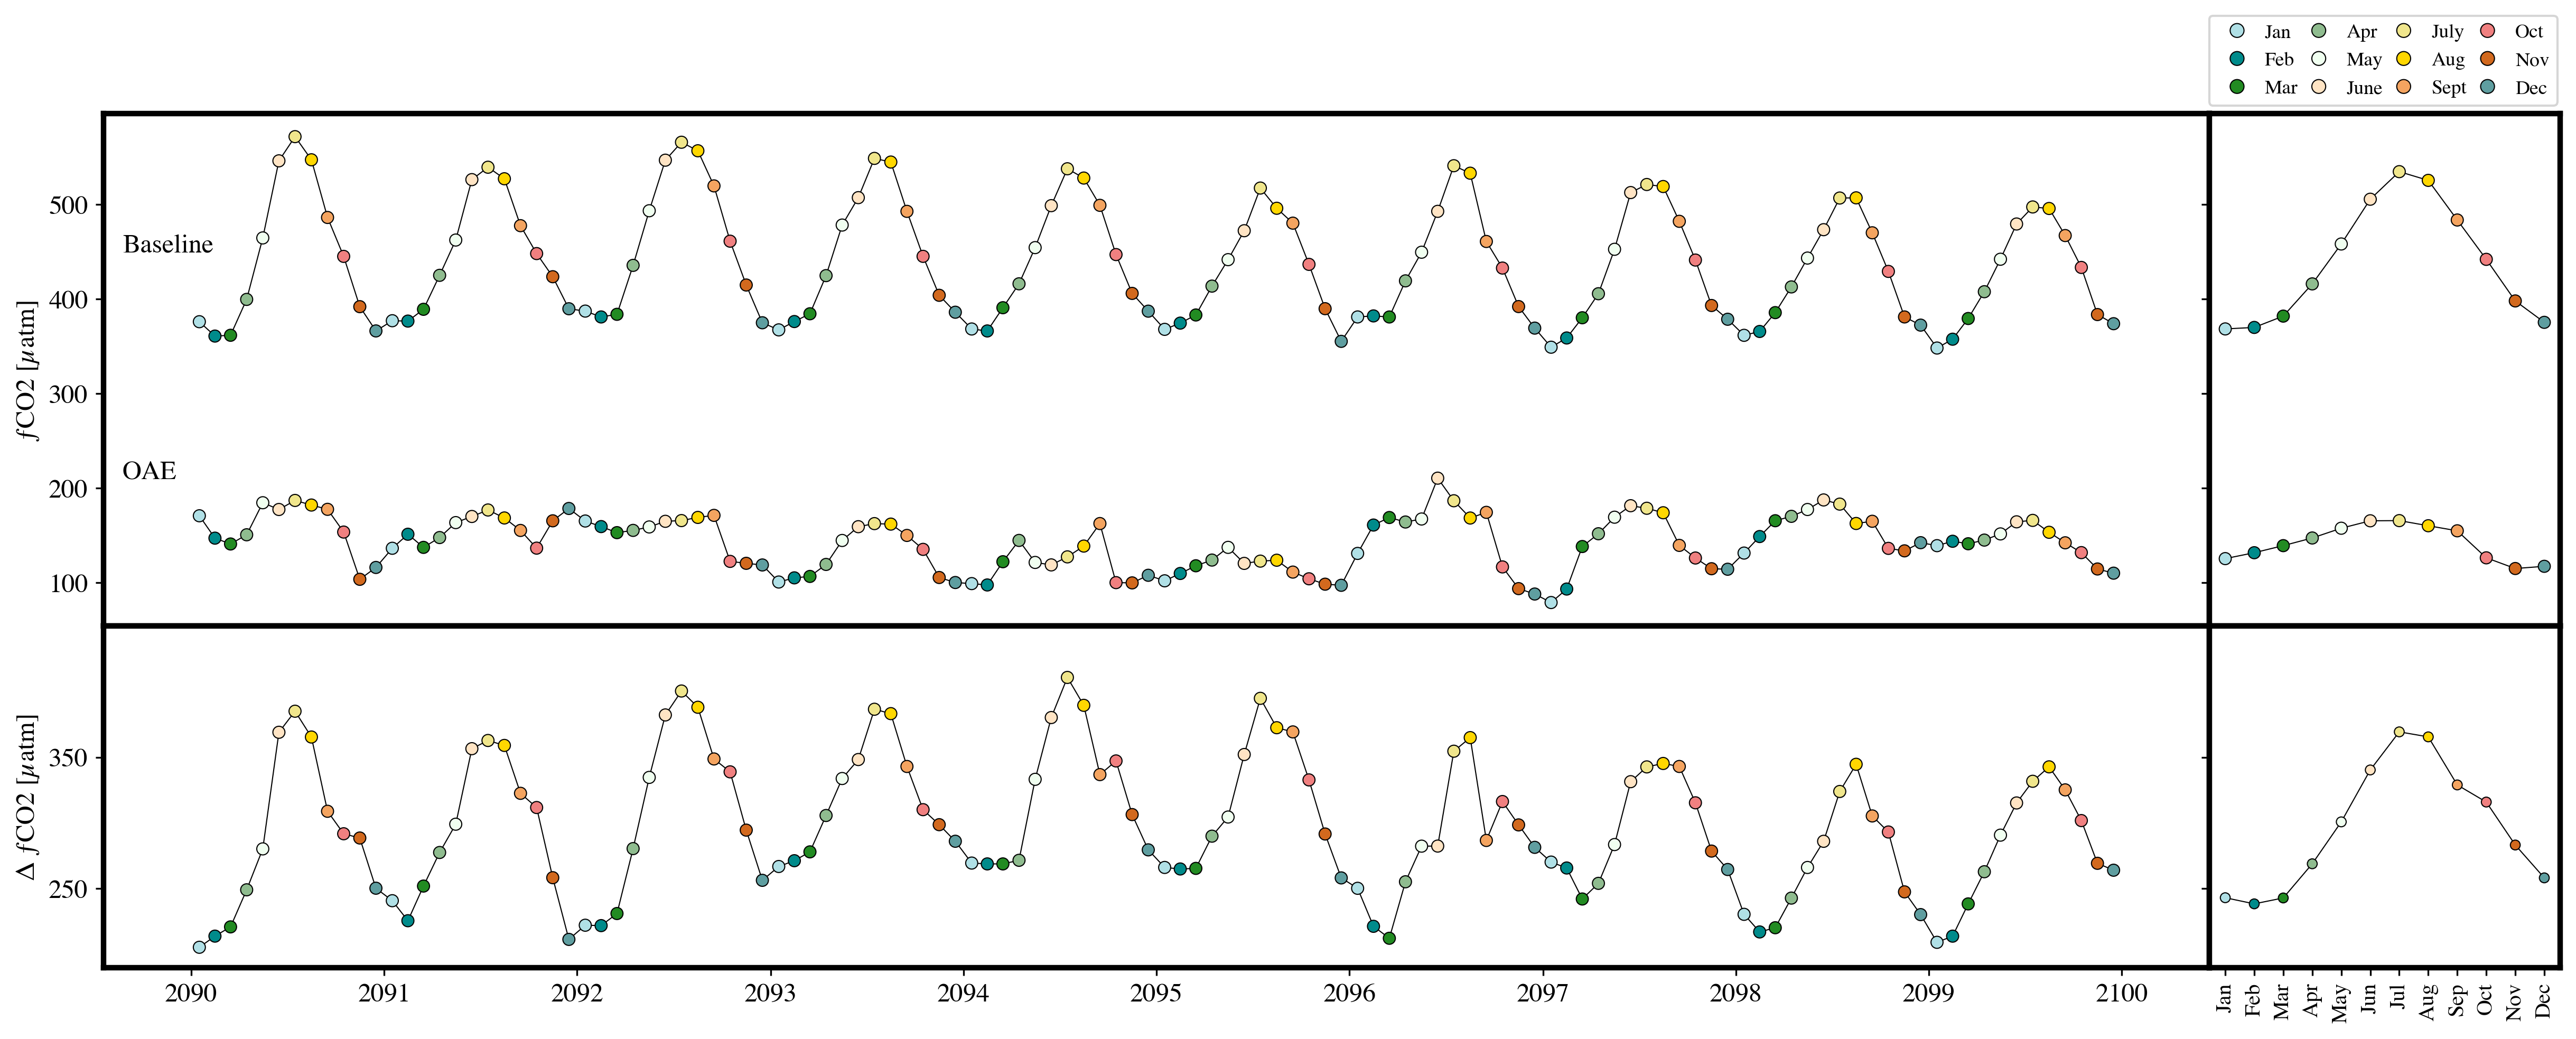 Jan Apr July Oct
Feb May Aug Nov
Mar June Sept Dec
500
Baseline
400
fCO2 [μatm]
300
OAE
200
100
350
Δ fCO2 [μatm]
250
2090 2091 2092 2093 2094 2095 2096 2097 2098 2099 2100
Jan Feb Mar Apr May Jun Jul Aug Sep Oct Nov Dec